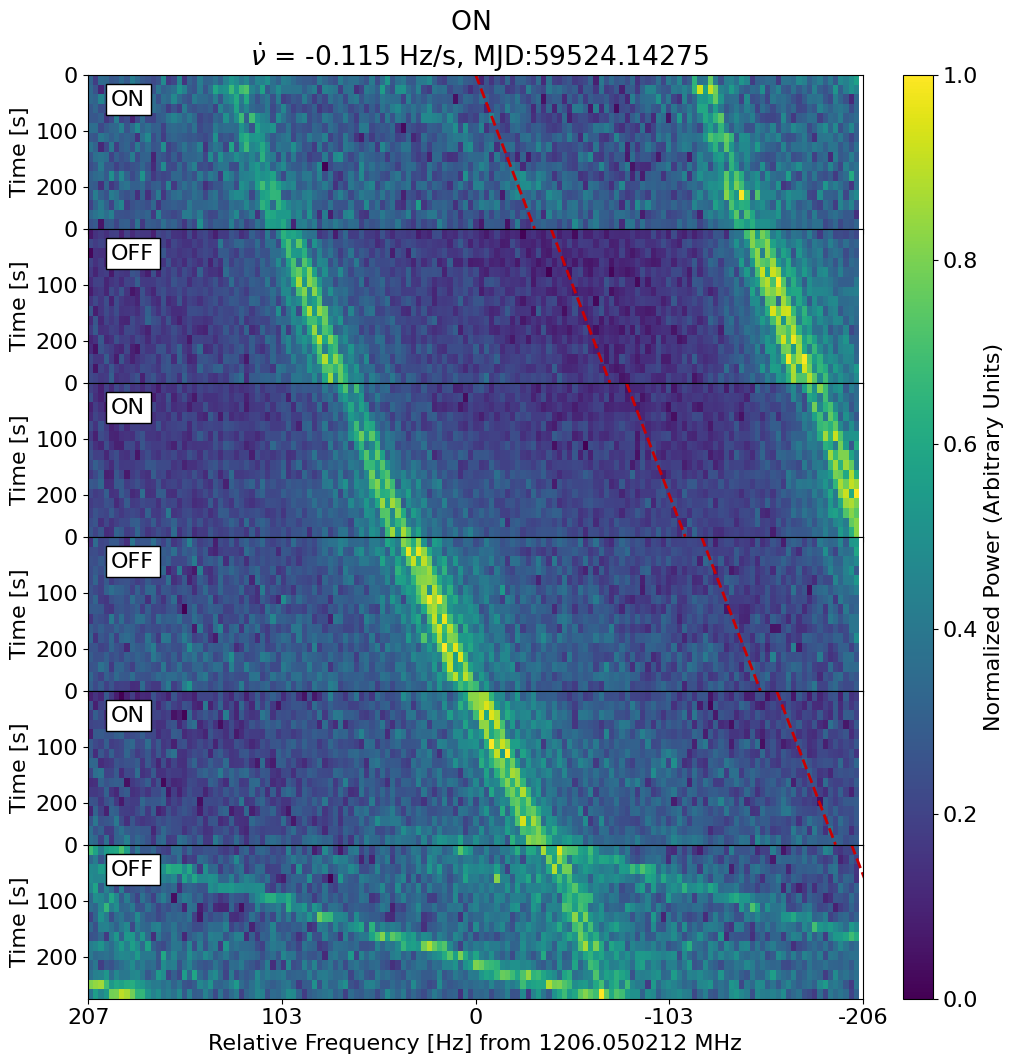 ON
ν̇ = -0.115 Hz/s, MJD:59524.14275
0
ON
Time [s]
100
200
0
OFF
Time [s]
100
200
0
ON
Time [s]
100
200
0
OFF
Time [s]
100
200
0
ON
Time [s]
100
200
0
OFF
Time [s]
100
200
207 103 0 -103 -206
Relative Frequency [Hz] from 1206.050212 MHz
1.0
0.8
0.6
0.4
0.2
0.0
Normalized Power (Arbitrary Units)